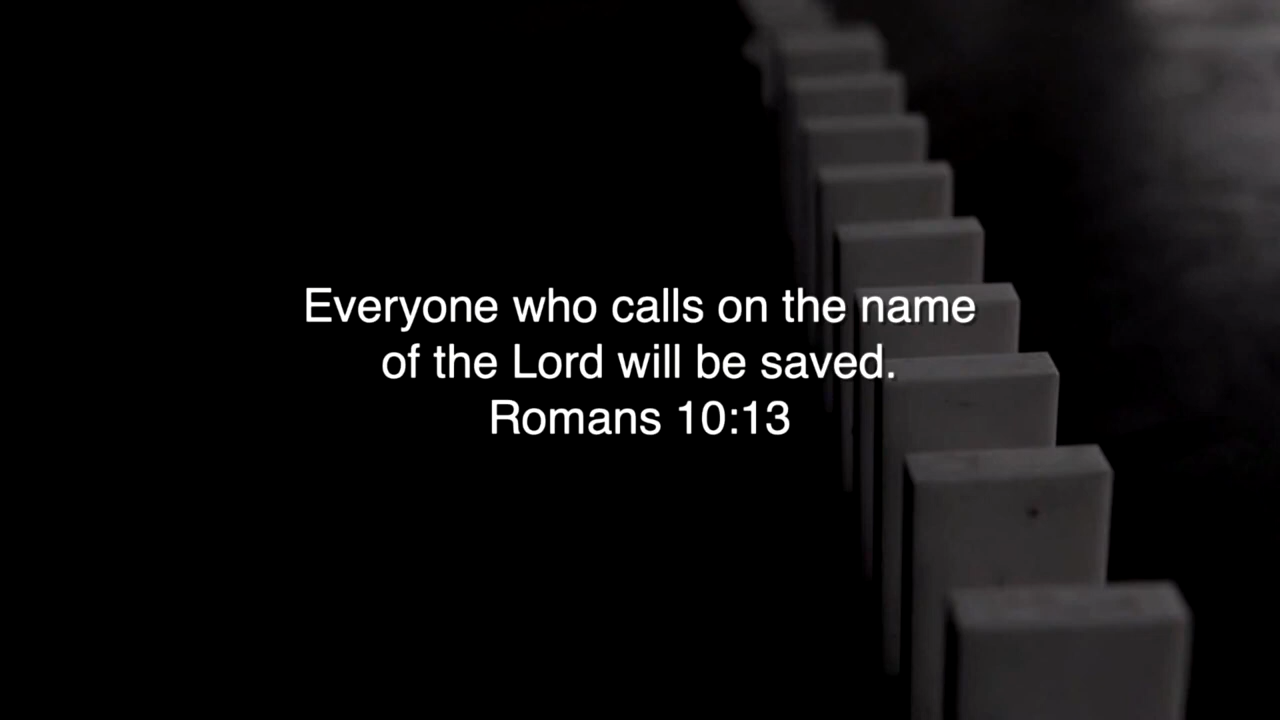 Everyone who calls on the name
of the Lord will be saved.
Romans 10:13